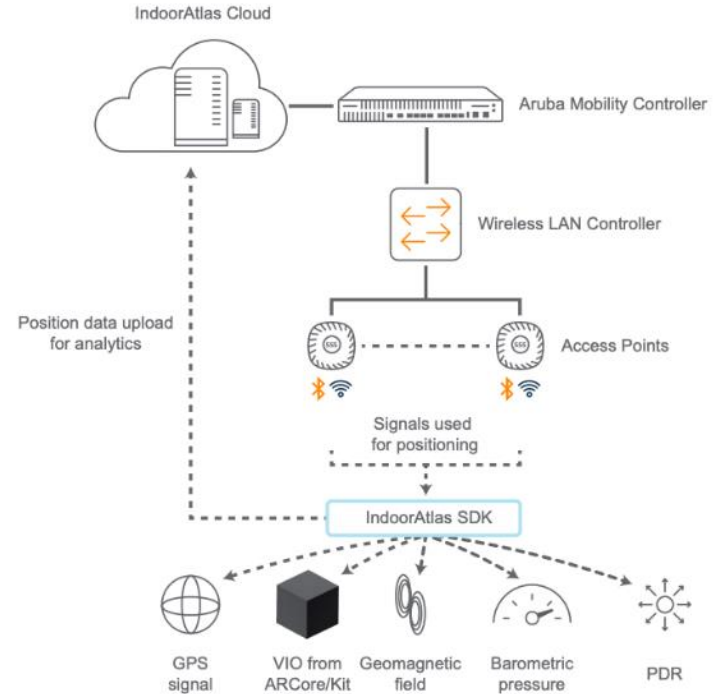 IndoorAtlas Cloud
Aruba Mobility Controller
Wireless LAN Controller
Position data upload
for analytics
Access Points
Signals used
for positioning
IndoorAtlas SDK
GPS
signal
VIO from
ARCore/Kit
Geomagnetic
field
Barometric
pressure
PDR